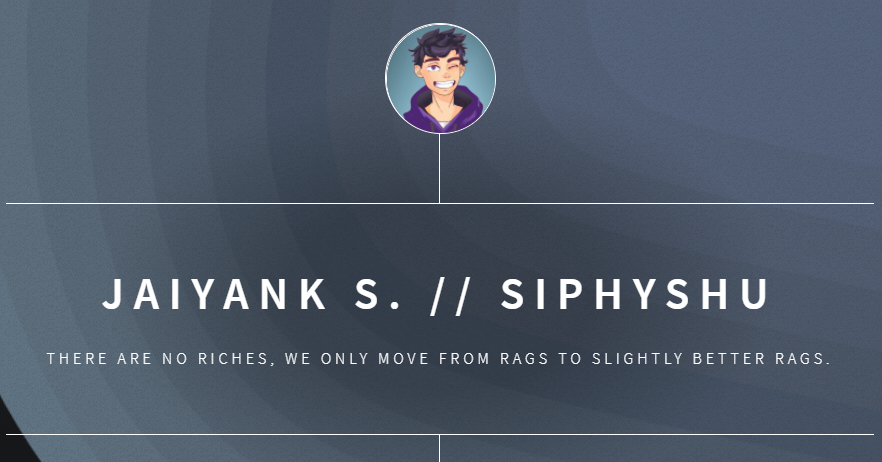 JAIYANK S. // SIPHYSHU
THERE ARE NO RICHES, WE ONLY MOVE FROM RAGS TO SLIGHTLY BETTER RAGS.